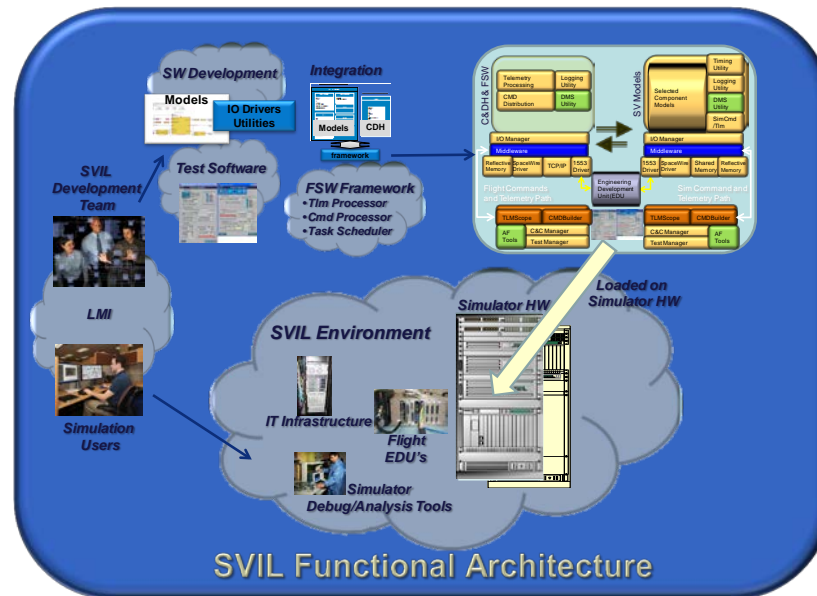 SW Development
Models
IO Drivers
Utilities
Integration
Models
CDH
framework
Test Software
FSW Framework
•Tlm Processor
•Cmd Processor
•Task Scheduler
SVIL
Development
Team
LMI
Simulation
Users
C&DH & FSW
Telemetry
Processing
Logging
Utility
CMD
Distribution
DMS
Utility
I/O Manager
Middleware
Reflective
Memory
SpaceWire
Driver
TCP/IP
1553
Driver
Flight Commands
and Telemetry Path
TLMScope
CMDBuilder
AF
Tools
C&C Manager
Test Manager
Engineering
Development
Unit(EDU
SV Models
Selected
Component
Models
Timing
Utility
Logging
Utility
DMS
Utility
SimCmd
/Tlm
I/O Manager
Middleware
1553
Driver
SpaceWire
Driver
Shared
Memory
Reflective
Memory
Sim Command and
Telemetry Path
TLMScope
CMDBuilder
C&C Manager
Test Manager
AF
Tools
Loaded on
Simulator HW
Simulator HW
SVIL Environment
IT Infrastructure
Flight
EDU's
Simulator
Debug/Analysis Tools
SVIL Functional Architecture